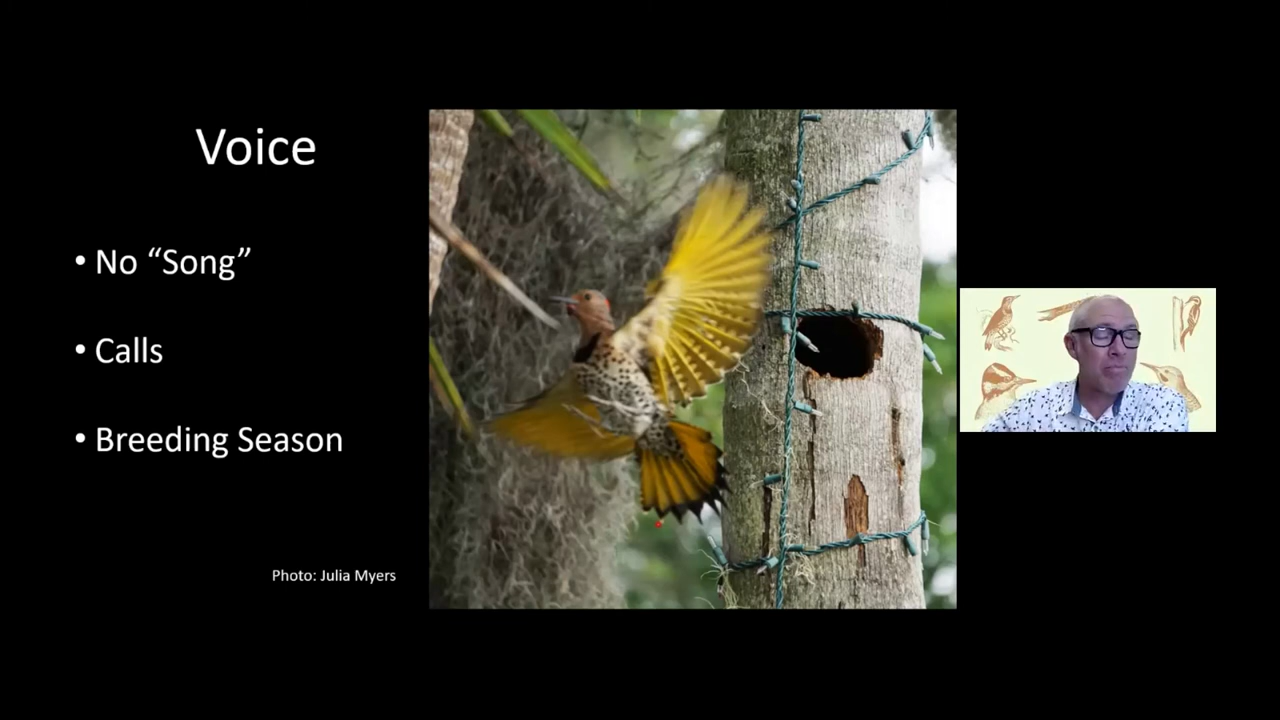 Voice
• No “Song”
• Calls
• Breeding Season
Photo: Julia Myers